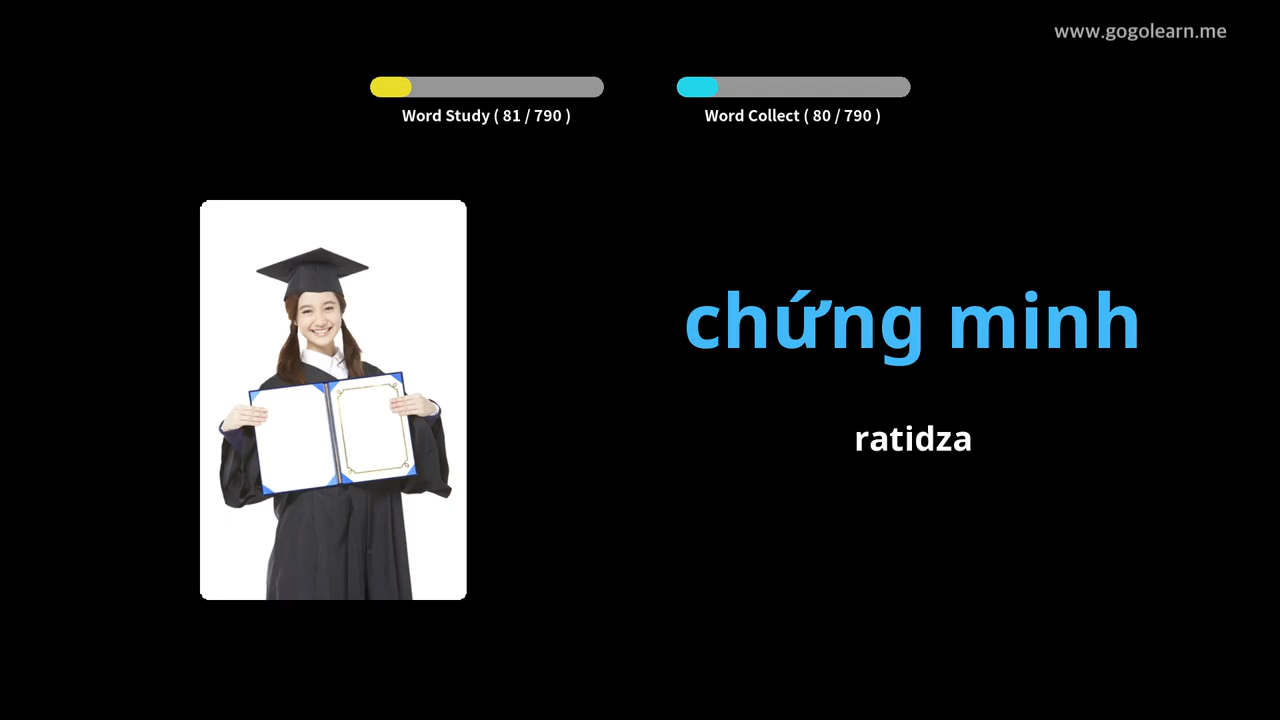 www.gogolearn.me
Word Study ( 81 / 790 )
Word Collect ( 80 / 790 )
chứng minh
ratidza